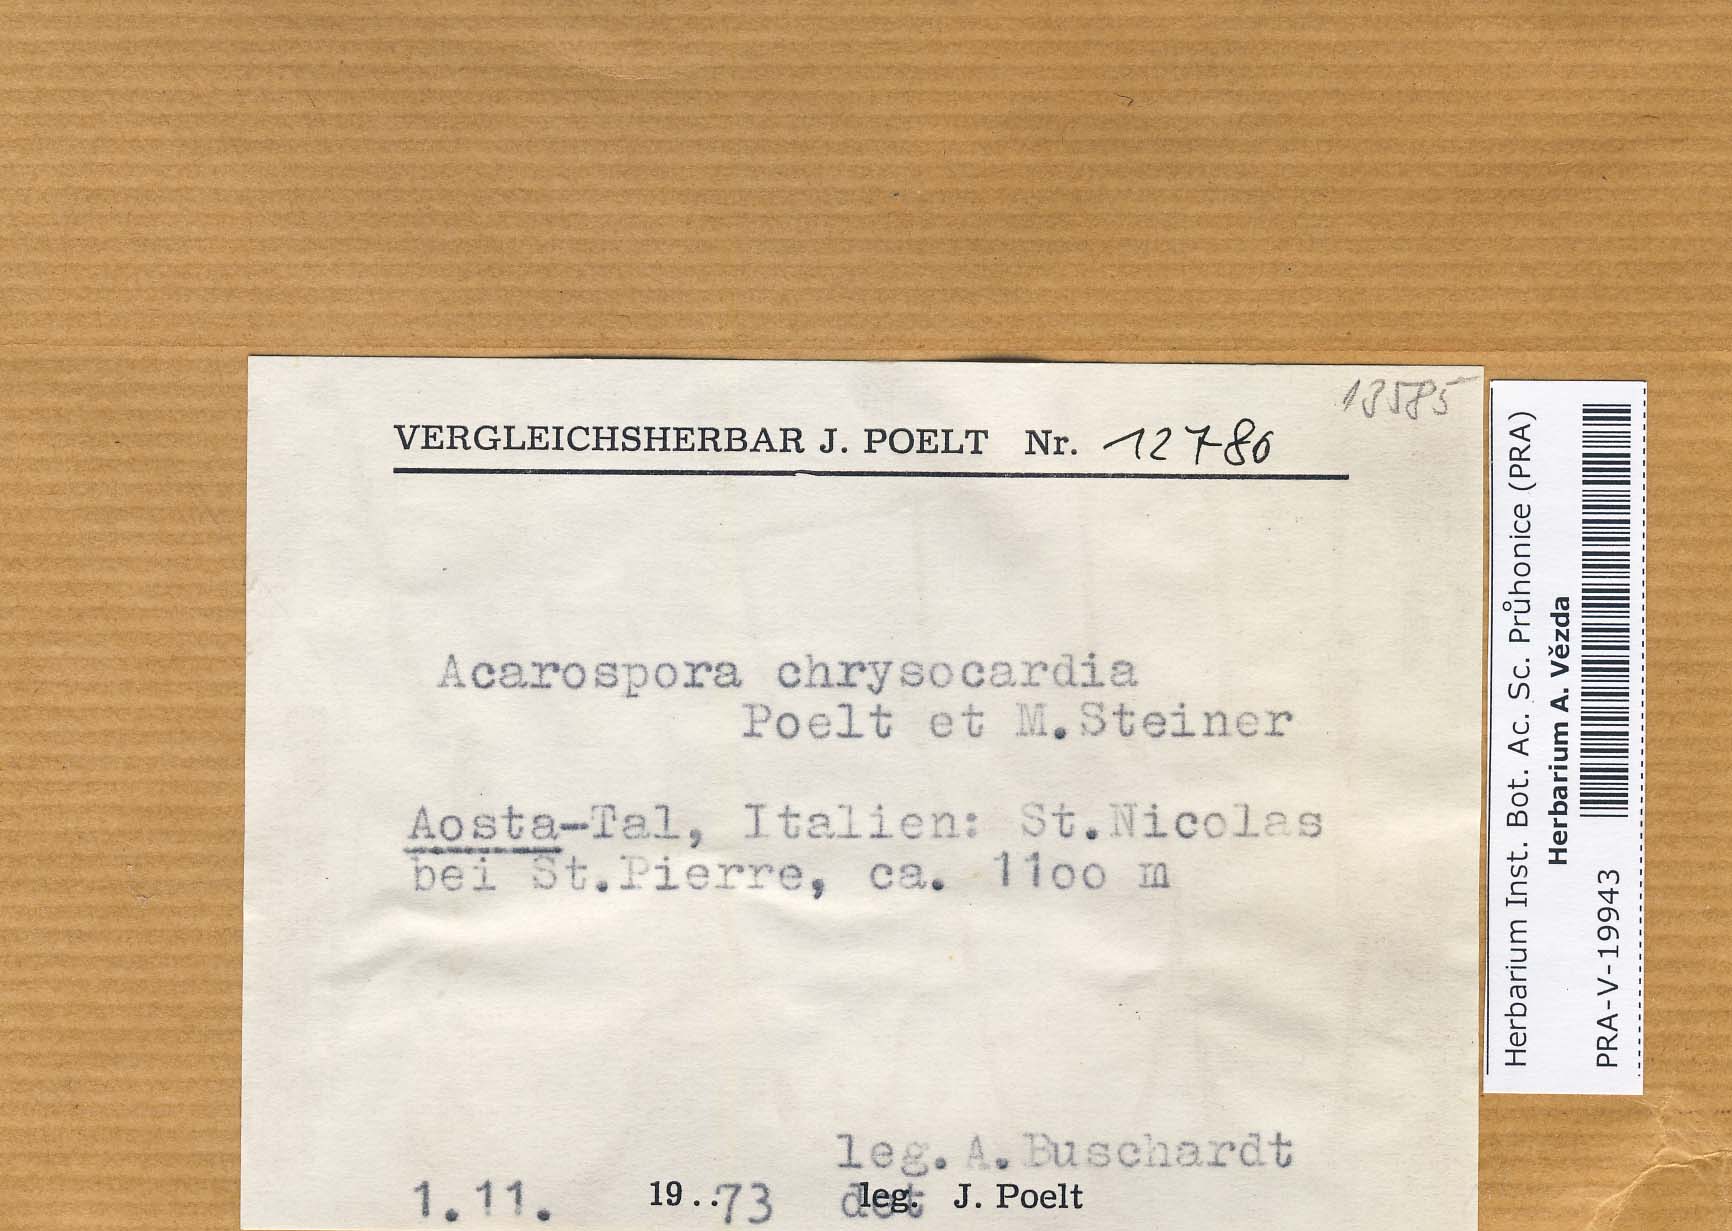 13585
VERGLEICHSHERBAR J. POELT Nr. 12780
Acarospora chrysocardia
Poelt et M.Steiner
Aosta-Tal, Italien: St.Nicolas
bei St.Pierre, ca. 11oo m
leg. A. Buschardt
1.11. 19..73 det leg. J. Poelt
Herbarium Inst. Bot. Ac. Sc. Průhonice (PRA)
Herbarium A. Vězda
PRA-V-19943